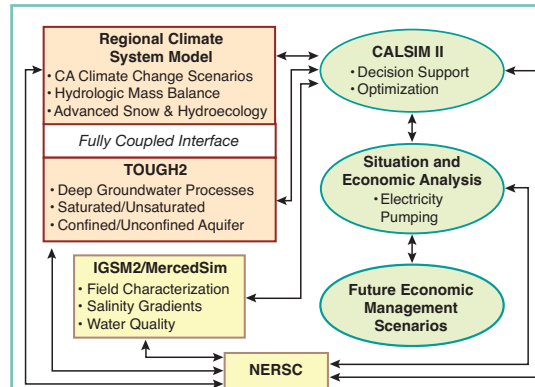 Regional Climate
System Model
• CA Climate Change Scenarios
• Hydrologic Mass Balance
• Advanced Snow & Hydroecology
Fully Coupled Interface
TOUGH2
• Deep Groundwater Processes
• Saturated/Unsaturated
• Confined/Unconfined Aquifer
IGSM2/MercedSim
• Field Characterization
• Salinity Gradients
• Water Quality
NERSC
CALSIM II
• Decision Support
• Optimization
Situation and
Economic Analysis
• Electricity
Pumping
Future Economic
Management
Scenarios